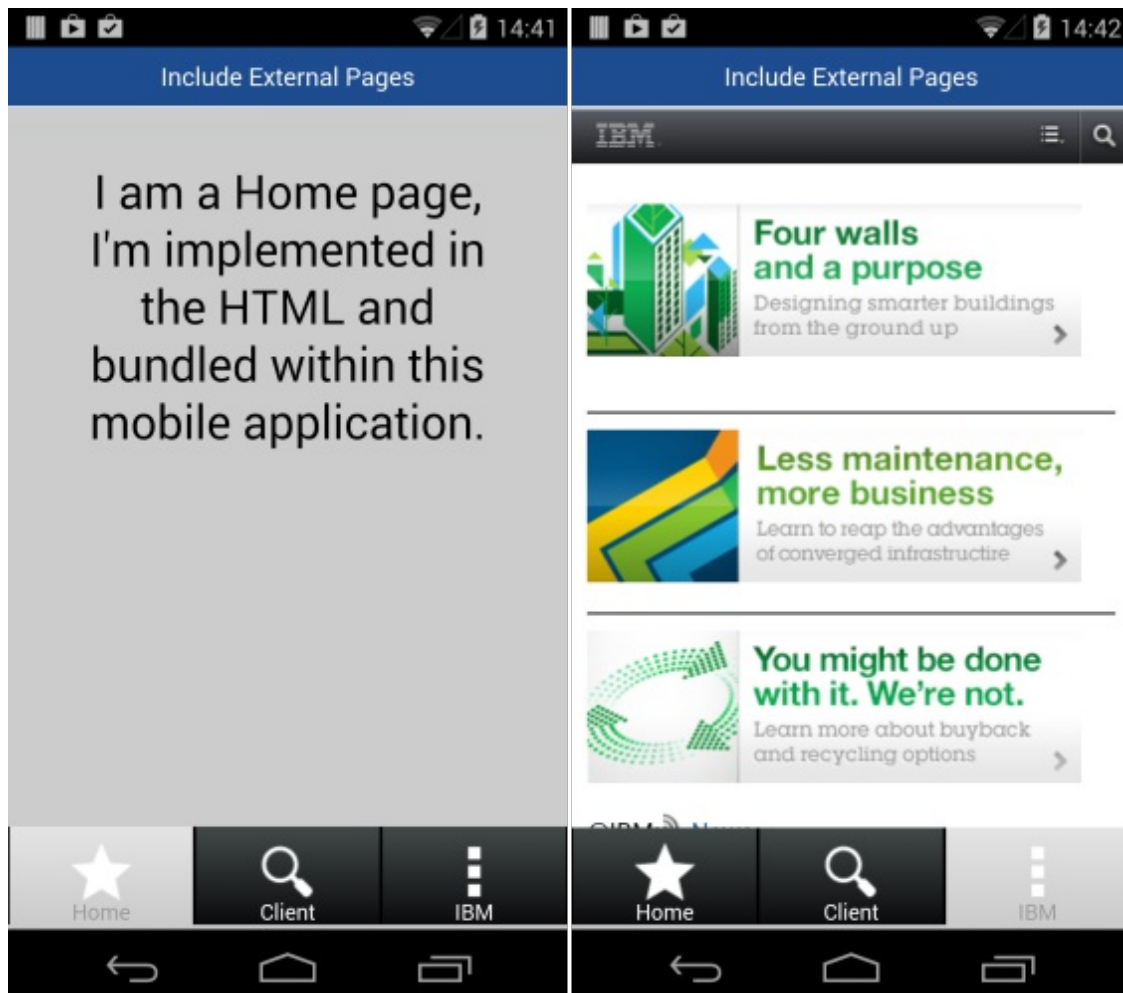 14:41
Include External Pages
I am a Home page,
I'm implemented in
the HTML and
bundled within this
mobile application.
Home
Client
IBM
14:42
Include External Pages
IBM
Four walls
and a purpose
Designing smarter buildings
from the ground up
Less maintenance,
more business
Learn to reap the advantages
of converged infrastructire
You might be done
with it. We're not.
Learn more about buyback
and recycling options
Home
Client
IBM